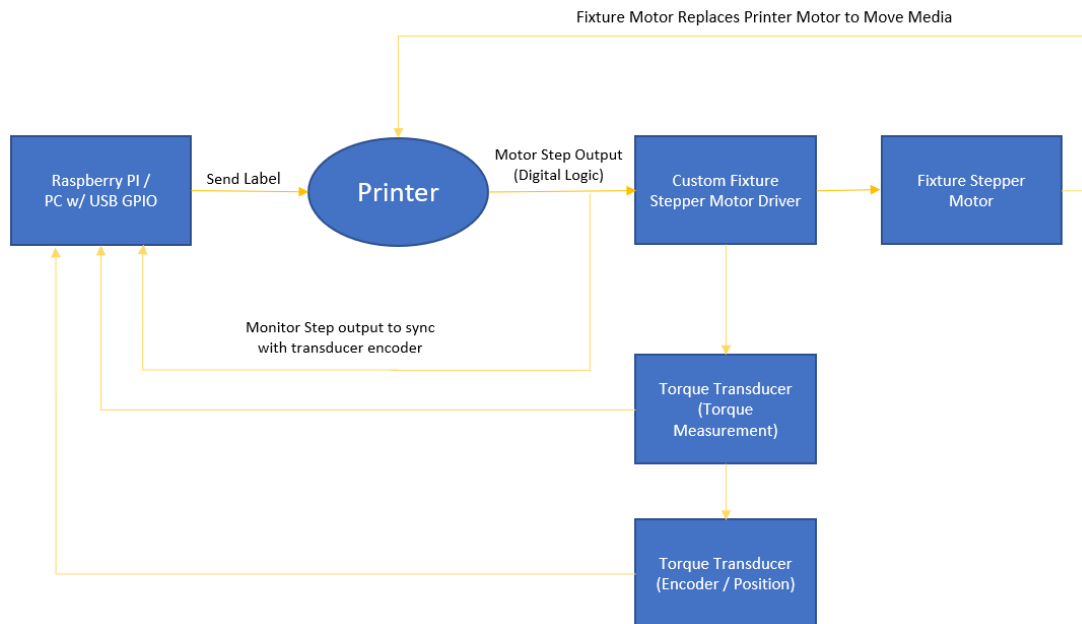 Fixture Motor Replaces Printer Motor to Move Media
Raspberry PI /
PC w/ USB GPIO
Send Label
Printer
Motor Step Output
(Digital Logic)
Custom Fixture
Stepper Motor Driver
Fixture Stepper
Motor
Monitor Step output to sync
with transducer encoder
Torque Transducer
(Torque
Measurement)
Torque Transducer
(Encoder / Position)